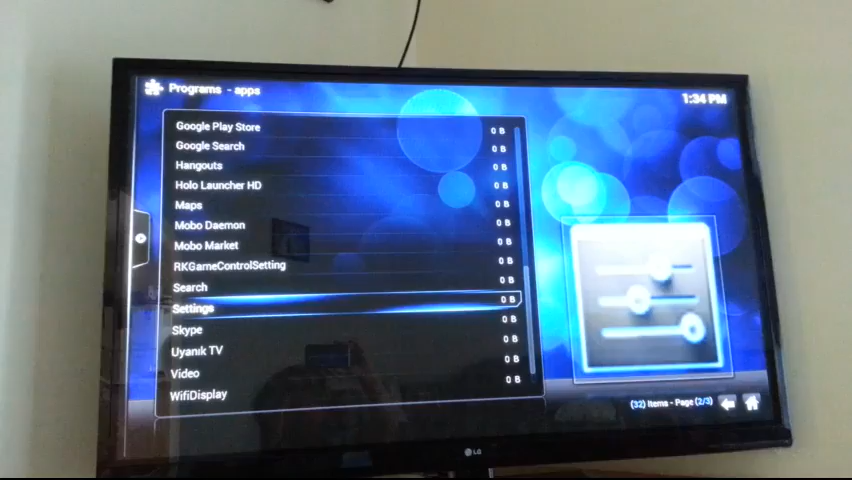 Programs - apps
1:34 PM
Google Play Store 0 B
Google Search 0 B
Hangouts 0 B
Holo Launcher HD 0 B
Maps 0 B
Mobo Daemon 0 B
Mobo Market 0 B
RKGameControlSetting 0 B
Search 0 B
Settings 0 B
Skype 0 B
Uyanık TV 0 B
Video 0 B
WifiDisplay 0 B
(32) Items - Page (2/3)
LG